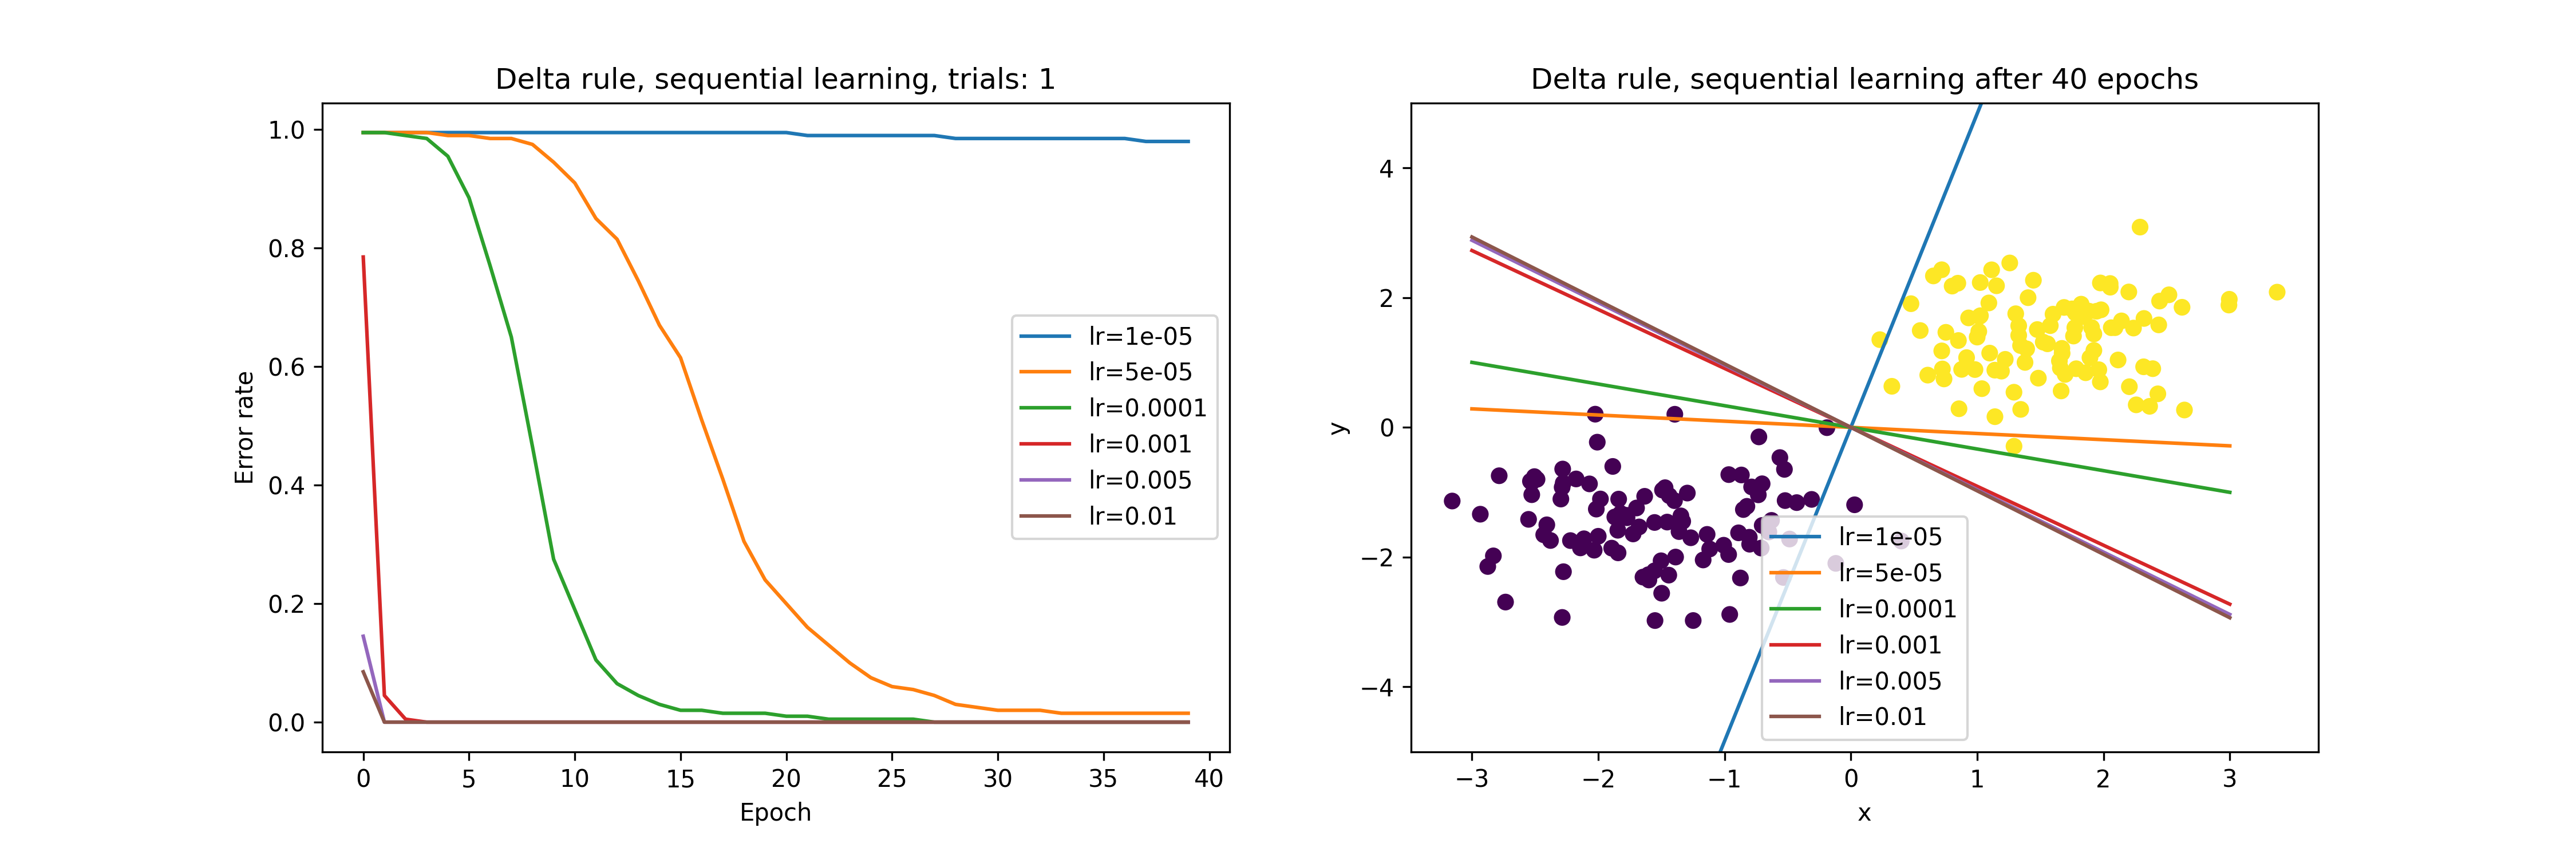 Delta rule, sequential learning, trials: 1
1.0
0.8
0.6
0.4
0.2
0.0
Error rate
0 5 10 15 20 25 30 35 40
Epoch
lr=1e-05
lr=5e-05
lr=0.0001
lr=0.001
lr=0.005
lr=0.01
Delta rule, sequential learning after 40 epochs
4
2
0
−2
−4
y
−3 −2 −1 0 1 2 3
x
lr=1e-05
lr=5e-05
lr=0.0001
lr=0.001
lr=0.005
lr=0.01